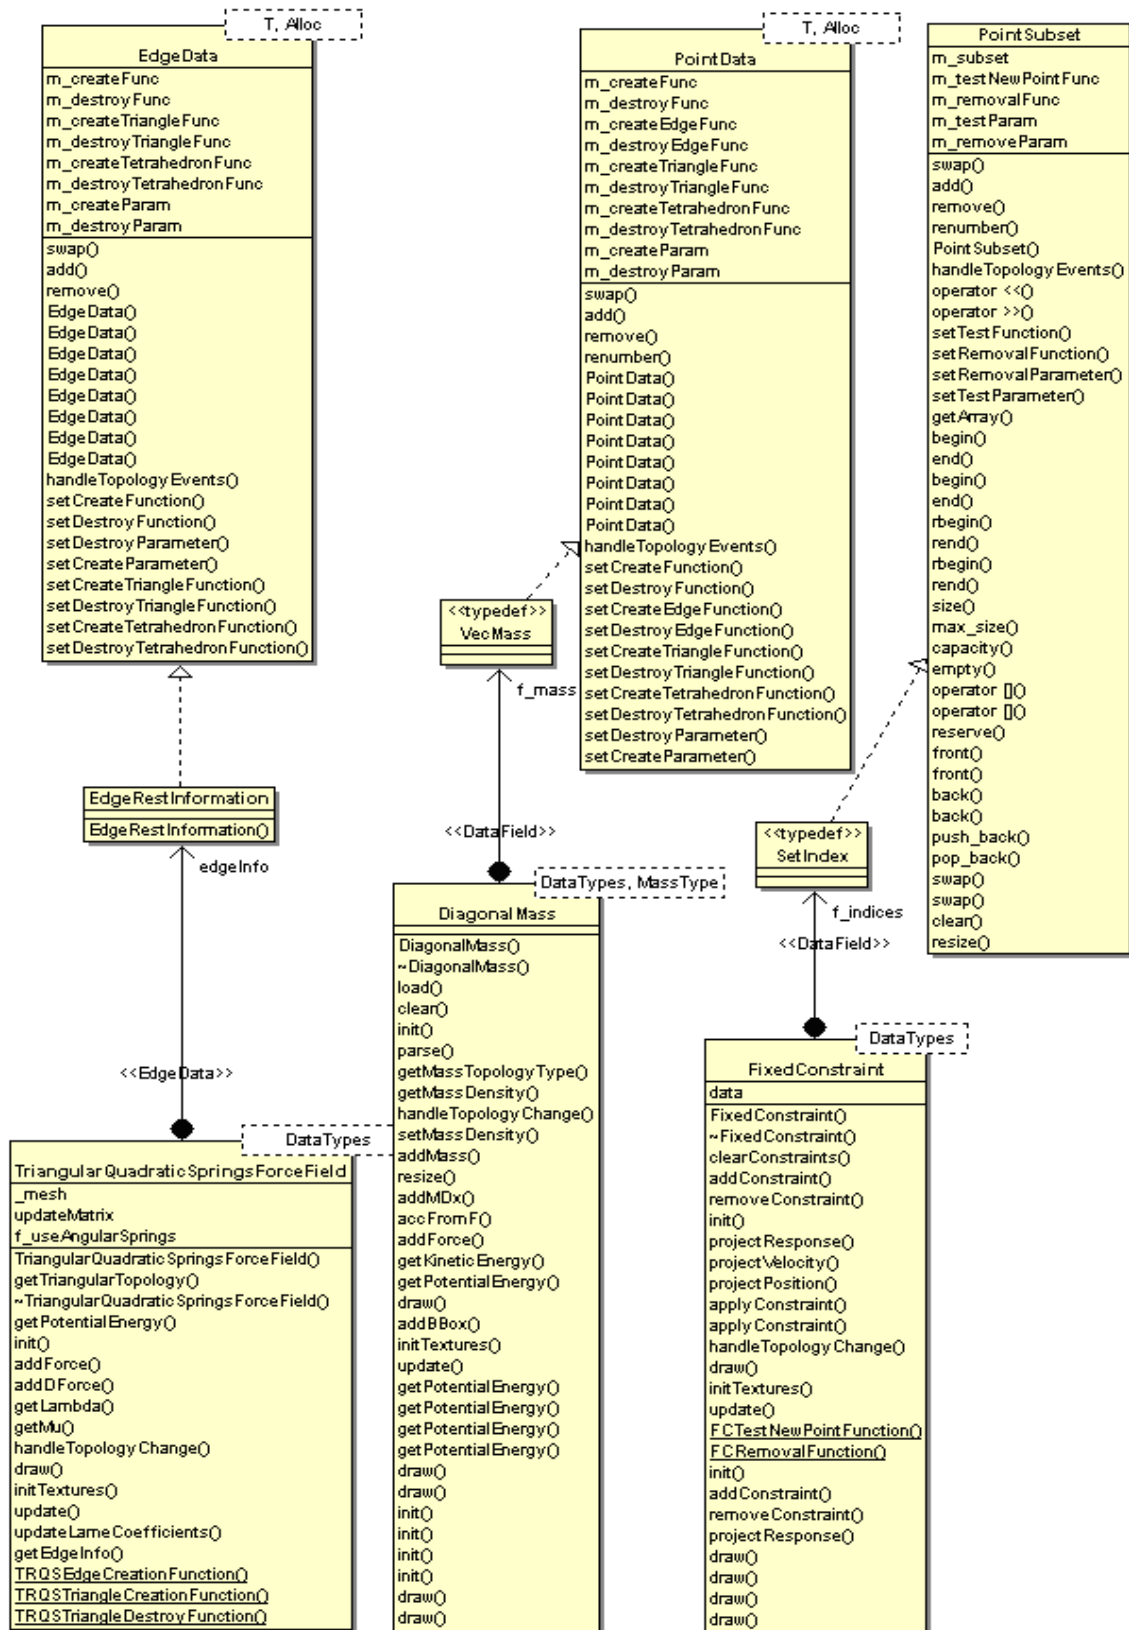 T, Alloc
EdgeData
m_createFunc
m_destroyFunc
m_createTriangleFunc
m_destroyTriangleFunc
m_createTetrahedronFunc
m_destroyTetrahedronFunc
m_createParam
m_destroyParam
swap()
add()
remove()
EdgeData()
EdgeData()
EdgeData()
EdgeData()
EdgeData()
EdgeData()
EdgeData()
EdgeData()
handleTopologyEvents()
setCreateFunction()
setDestroyFunction()
setDestroyParameter()
setCreateParameter()
setCreateTriangleFunction()
setDestroyTriangleFunction()
setCreateTetrahedronFunction()
setDestroyTetrahedronFunction()
EdgeRestInformation
EdgeRestInformation()
edgeInfo
<<EdgeData>>
DataTypes
TriangularQuadraticSpringsForceField
_mesh
updateMatrix
f_useAngularSprings
TriangularQuadraticSpringsForceField()
getTriangularTopology()
~TriangularQuadraticSpringsForceField()
getPotentialEnergy()
init()
addForce()
addDForce()
getLambda()
getMu()
handleTopologyChange()
draw()
initTextures()
update()
updateLameCoefficients()
getEdgeInfo()
TRQSEdgeCreationFunction()
TRQSTriangleCreationFunction()
TRQSTriangleDestroyFunction()
T, Alloc
PointData
m_createFunc
m_destroyFunc
m_createEdgeFunc
m_destroyEdgeFunc
m_createTriangleFunc
m_destroyTriangleFunc
m_createTetrahedronFunc
m_destroyTetrahedronFunc
m_createParam
m_destroyParam
swap()
add()
remove()
renumber()
PointData()
PointData()
PointData()
PointData()
PointData()
PointData()
PointData()
PointData()
handleTopologyEvents()
setCreateFunction()
setDestroyFunction()
setCreateEdgeFunction()
setDestroyEdgeFunction()
setCreateTriangleFunction()
setDestroyTriangleFunction()
setCreateTetrahedronFunction()
setDestroyTetrahedronFunction()
setDestroyParameter()
setCreateParameter()
<<typedef>>
VecMass
f_mass
<<DataField>>
DataTypes, MassType
DiagonalMass
DiagonalMass()
~DiagonalMass()
load()
clear()
init()
parse()
getMassTopologyType()
getMassDensity()
handleTopologyChange()
setMassDensity()
addMass()
resize()
addMDx()
accFromF()
addForce()
getKineticEnergy()
getPotentialEnergy()
draw()
addBBox()
initTextures()
update()
getPotentialEnergy()
getPotentialEnergy()
getPotentialEnergy()
getPotentialEnergy()
draw()
draw()
init()
init()
init()
init()
draw()
draw()
PointSubset
m_subset
m_testNewPointFunc
m_removalFunc
m_testParam
m_removeParam
swap()
add()
remove()
renumber()
PointSubset()
handleTopologyEvents()
operator <<()
operator >>()
setTestFunction()
setRemovalFunction()
setRemovalParameter()
setTestParameter()
getArray()
begin()
end()
begin()
end()
rbegin()
rend()
rbegin()
rend()
size()
max_size()
capacity()
empty()
operator []()
operator []()
reserve()
front()
front()
back()
back()
push_back()
pop_back()
swap()
swap()
clear()
resize()
<<typedef>>
SetIndex
f_indices
<<DataField>>
DataTypes
FixedConstraint
data
FixedConstraint()
~FixedConstraint()
clearConstraints()
addConstraint()
removeConstraint()
init()
projectResponse()
projectVelocity()
projectPosition()
applyConstraint()
applyConstraint()
handleTopologyChange()
draw()
initTextures()
update()
FCTestNewPointFunction()
FCRemovalFunction()
init()
addConstraint()
removeConstraint()
projectResponse()
draw()
draw()
draw()
draw()